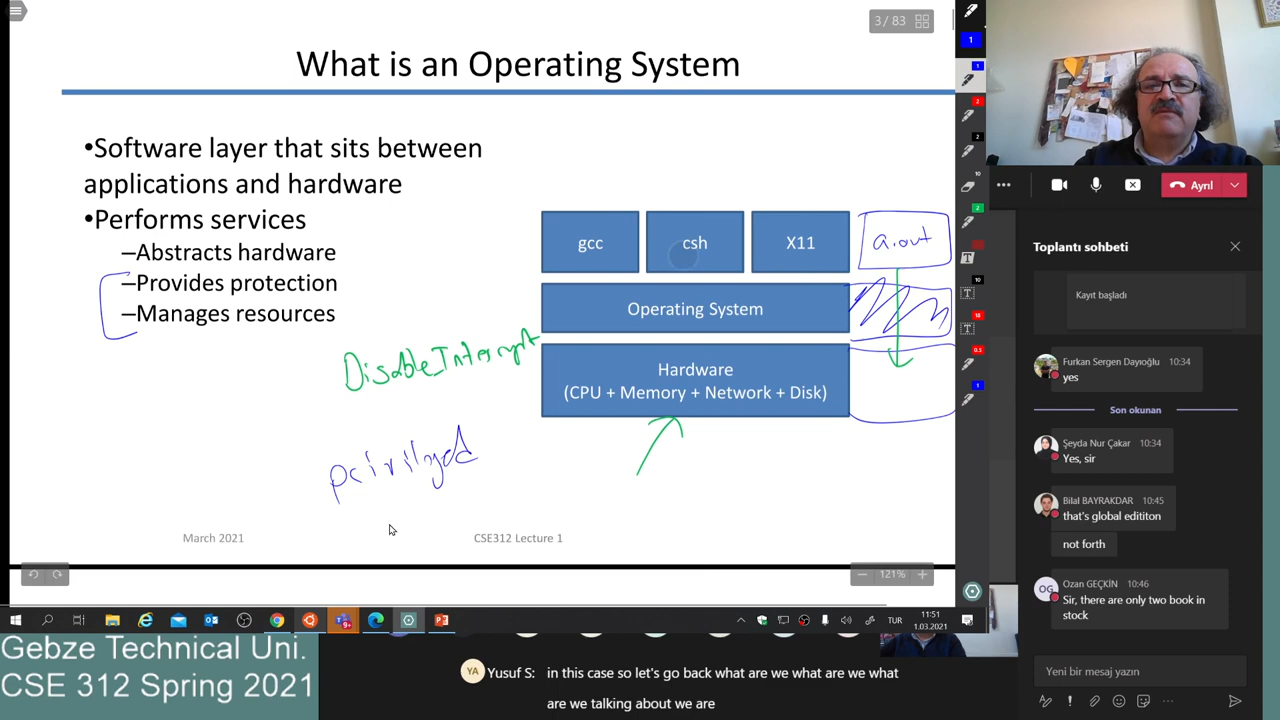 3 / 83
What is an Operating System
•Software layer that sits between
applications and hardware
•Performs services
–Abstracts hardware
–Provides protection
–Manages resources
gcc
csh
X11
a.out
Operating System
Hardware
(CPU + Memory + Network + Disk)
Disable_Interrupt
March 2021
CSE312 Lecture 1
121%
TUR
11:51
1.03.2021
Ayrıl
Toplantı sohbeti
Kayıt başladı
Furkan Sergen Dayıoğlu 10:34
yes
Son okunan
Şeyda Nur Çakar 10:34
Yes, sir
Bilal BAYRAKDAR 10:45
that's global edititon
not forth
OG
Ozan GEÇKİN 10:46
Sir, there are only two book in
stock
Yeni bir mesaj yazın
Gebze Technical Uni.
CSE 312 Spring 2021
YA
Yusuf S: in this case so let's go back what are we what are we what
are we talking about we are